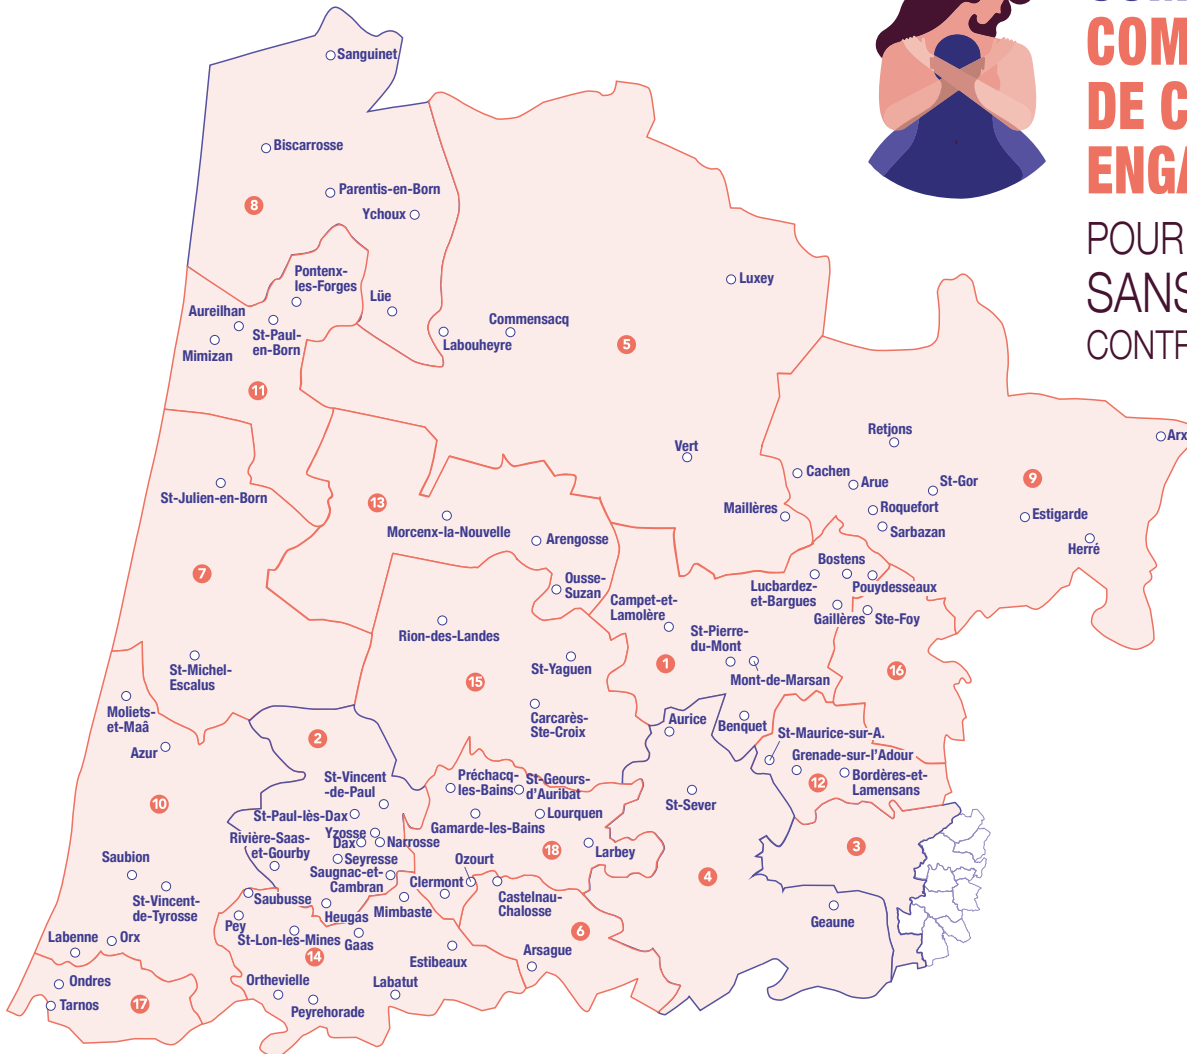 COM
DE C
ENGA
POUR
SANS
CONTR
Sanguinet
Biscarrosse
Parentis-en-Born
Ychoux
8
Pontenx-
les-Forges
Lüe
Aureilhan
St-Paul-
en-Born
Mimizan
11
Luxey
Commensacq
Labouheyre
5
Vert
Maillères
Retjons
Arx
Cachen
Arue
St-Gor
9
Roquefort
Estigarde
Sarbazan
Herré
St-Julien-en-Born
13
Morcenx-la-Nouvelle
Arengosse
Ousse-
Suzan
7
Bostens
Lucbardez-
et-Bargues
Pouydesseaux
Gaillères
Ste-Foy
Campet-et-
Lamolère
St-Pierre-
du-Mont
1
Mont-de-Marsan
16
Rion-des-Landes
St-Yaguen
15
Carcarès-
Ste-Croix
St-Michel-
Escalus
Moliets-
et-Maâ
Azur
2
Aurice
Benquet
St-Maurice-sur-A.
Grenade-sur-l'Adour
12
Bordères-et-
Lamensans
St-Sever
10
St-Vincent
-de-Paul
St-Paul-lès-Dax
Yzosse
Dax
Narrosse
Rivière-Saas-
et-Gourby
Seyresse
Saugnac-et-
Cambran
Préchacq-
les-Bains
St-Geours-
d'Auribat
Lourquen
Gamarde-les-Bains
18
Larbey
Ozourt
Clermont
Castelnau-
Chalosse
3
4
Geaune
Saubion
St-Vincent-
de-Tyrosse
Saubusse
Heugas
Mimbaste
Pey
St-Lon-les-Mines
Gaas
14
6
Arsague
Estibeaux
Labenne
Orx
Ondres
Tarnos
17
Orthevielle
Peyrehorade
Labatut